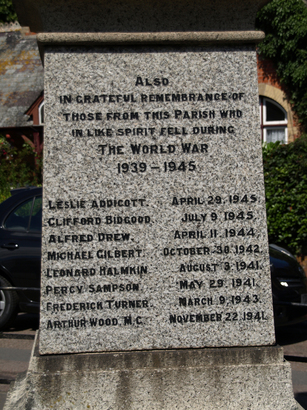 Also
in grateful remembrance of
those from this Parish who
in like spirit fell during
The World War
1939-1945.
Leslie Addicott. April 29, 1945.
Clifford Bidgood. July 9, 1945.
Alfred Drew. April 11, 1944.
Michael Gilbert. October 30, 1942.
Leonard Halmkin. August 3, 1941.
Percy Sampson. May 29, 1941.
Frederick Turner. March 9, 1943.
Arthur Wood, M.C. November 22, 1941.